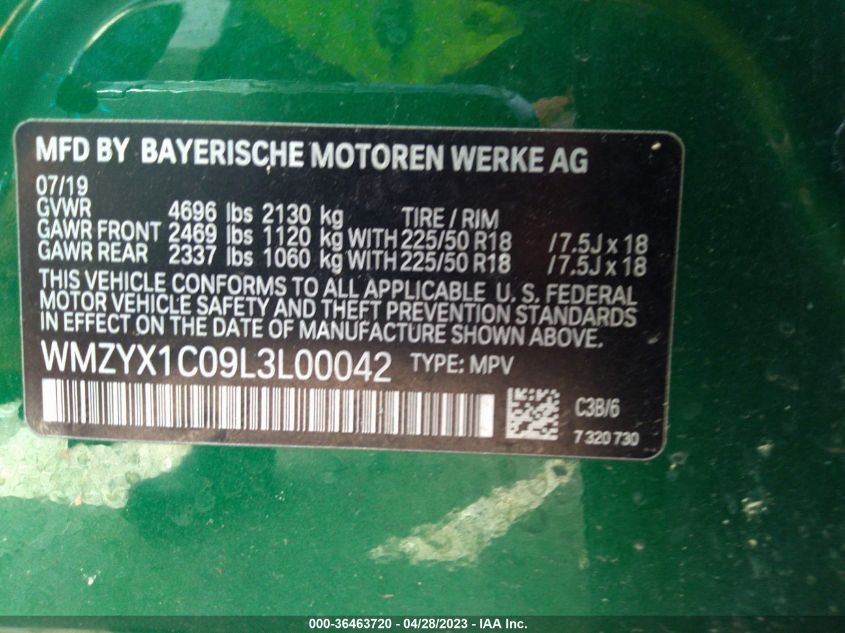 MFD BY BAYERISCHE MOTOREN WERKE AG
07/19
GVWR 4696 lbs 2130 kg TIRE / RIM
GAWR FRONT 2469 lbs 1120 kg WITH 225/50 R18 /7.5J x 18
GAWR REAR 2337 lbs 1060 kg WITH 225/50 R18 /7.5J x 18
THIS VEHICLE CONFORMS TO ALL APPLICABLE U. S. FEDERAL
MOTOR VEHICLE SAFETY AND THEFT PREVENTION STANDARDS
IN EFFECT ON THE DATE OF MANUFACTURE SHOWN ABOVE.
WMZYX1C09L3L00042 TYPE: MPV
C3B/6
7 320 730
000-36463720 - 04/28/2023 - IAA Inc.